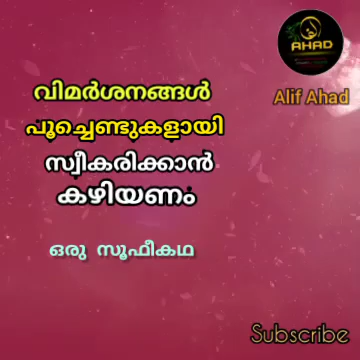 AHAD
Alif Ahad
വിമർശനങ്ങൾ
പൂച്ചെണ്ടുകളായി
സ്വീകരിക്കാൻ
കഴിയണം
ഒരു സൂഫീകഥ
Subscribe